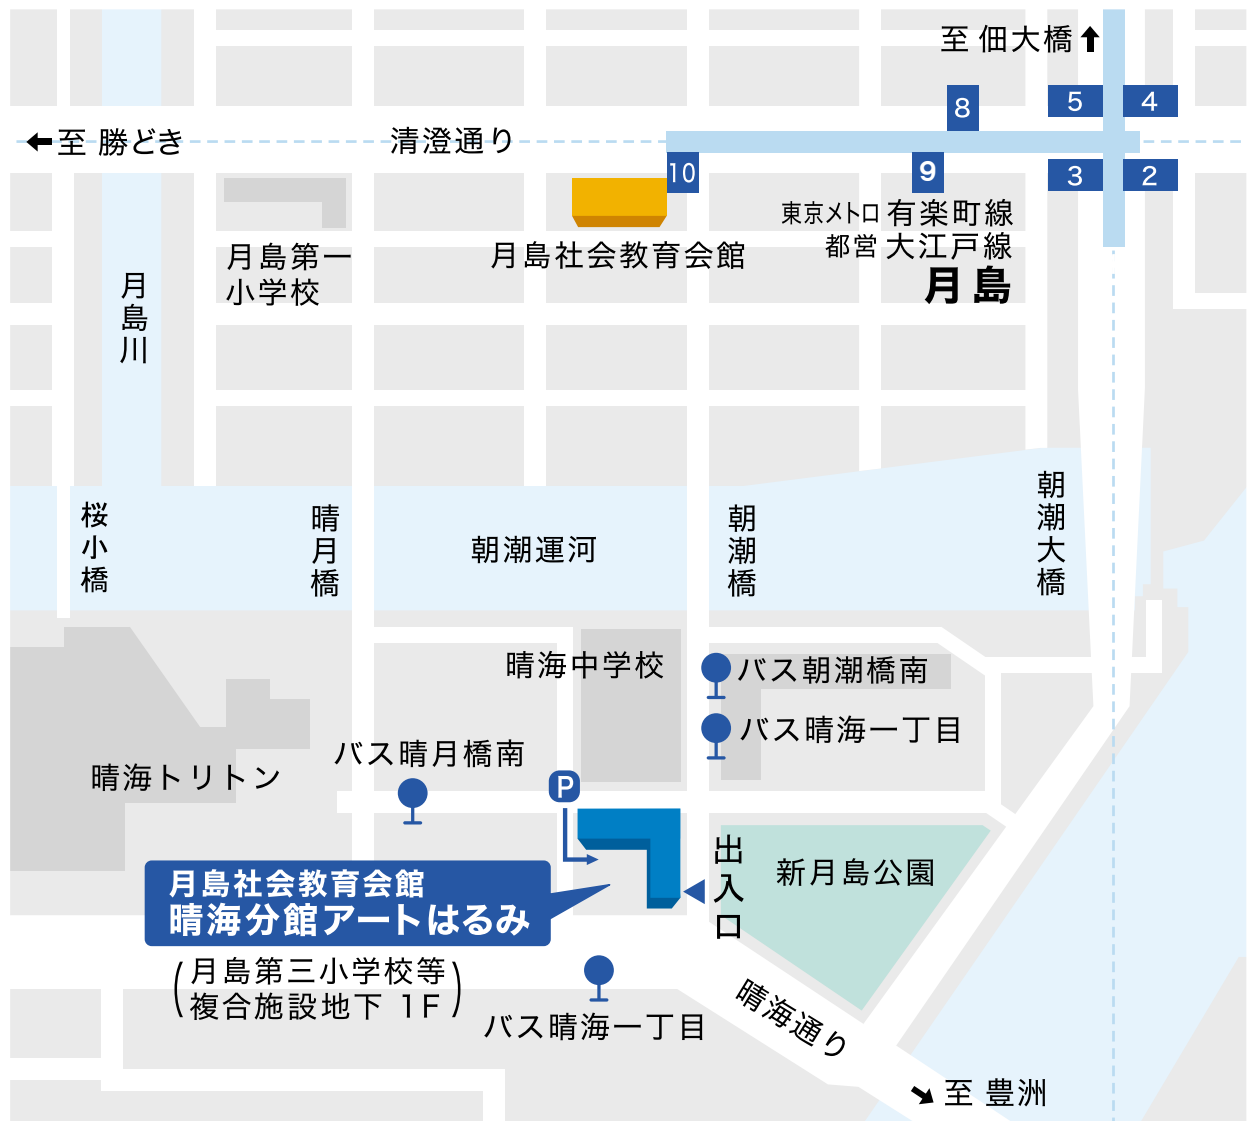 至 佃大橋
5
4
8
至 勝どき
清澄通り
10
9
3
2
東京メトロ 有楽町線
都営 大江戸線
月島
月島第一
小学校
月島社会教育会館
月島川
桜小橋
晴月橋
朝潮運河
朝潮橋
朝潮大橋
晴海中学校
バス朝潮橋南
バス晴海一丁目
バス晴月橋南
晴海トリトン
P
出入口
新月島公園
月島社会教育会館
晴海分館アートはるみ
(月島第三小学校等
複合施設地下 1F)
バス晴海一丁目
晴海通り
至 豊洲